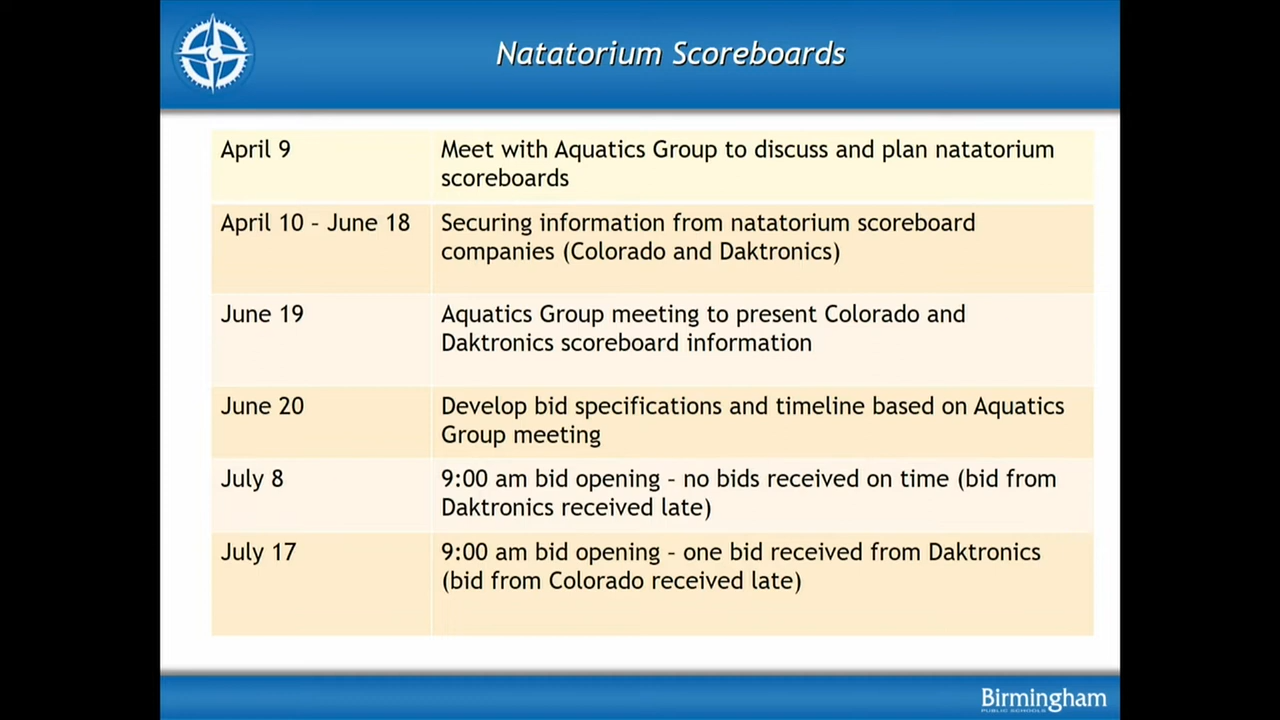 Natatorium Scoreboards
April 9
Meet with Aquatics Group to discuss and plan natatorium
scoreboards
April 10 – June 18
Securing information from natatorium scoreboard
companies (Colorado and Daktronics)
June 19
Aquatics Group meeting to present Colorado and
Daktronics scoreboard information
June 20
Develop bid specifications and timeline based on Aquatics
Group meeting
July 8
9:00 am bid opening – no bids received on time (bid from
Daktronics received late)
July 17
9:00 am bid opening – one bid received from Daktronics
(bid from Colorado received late)
Birmingham
PUBLIC SCHOOLS